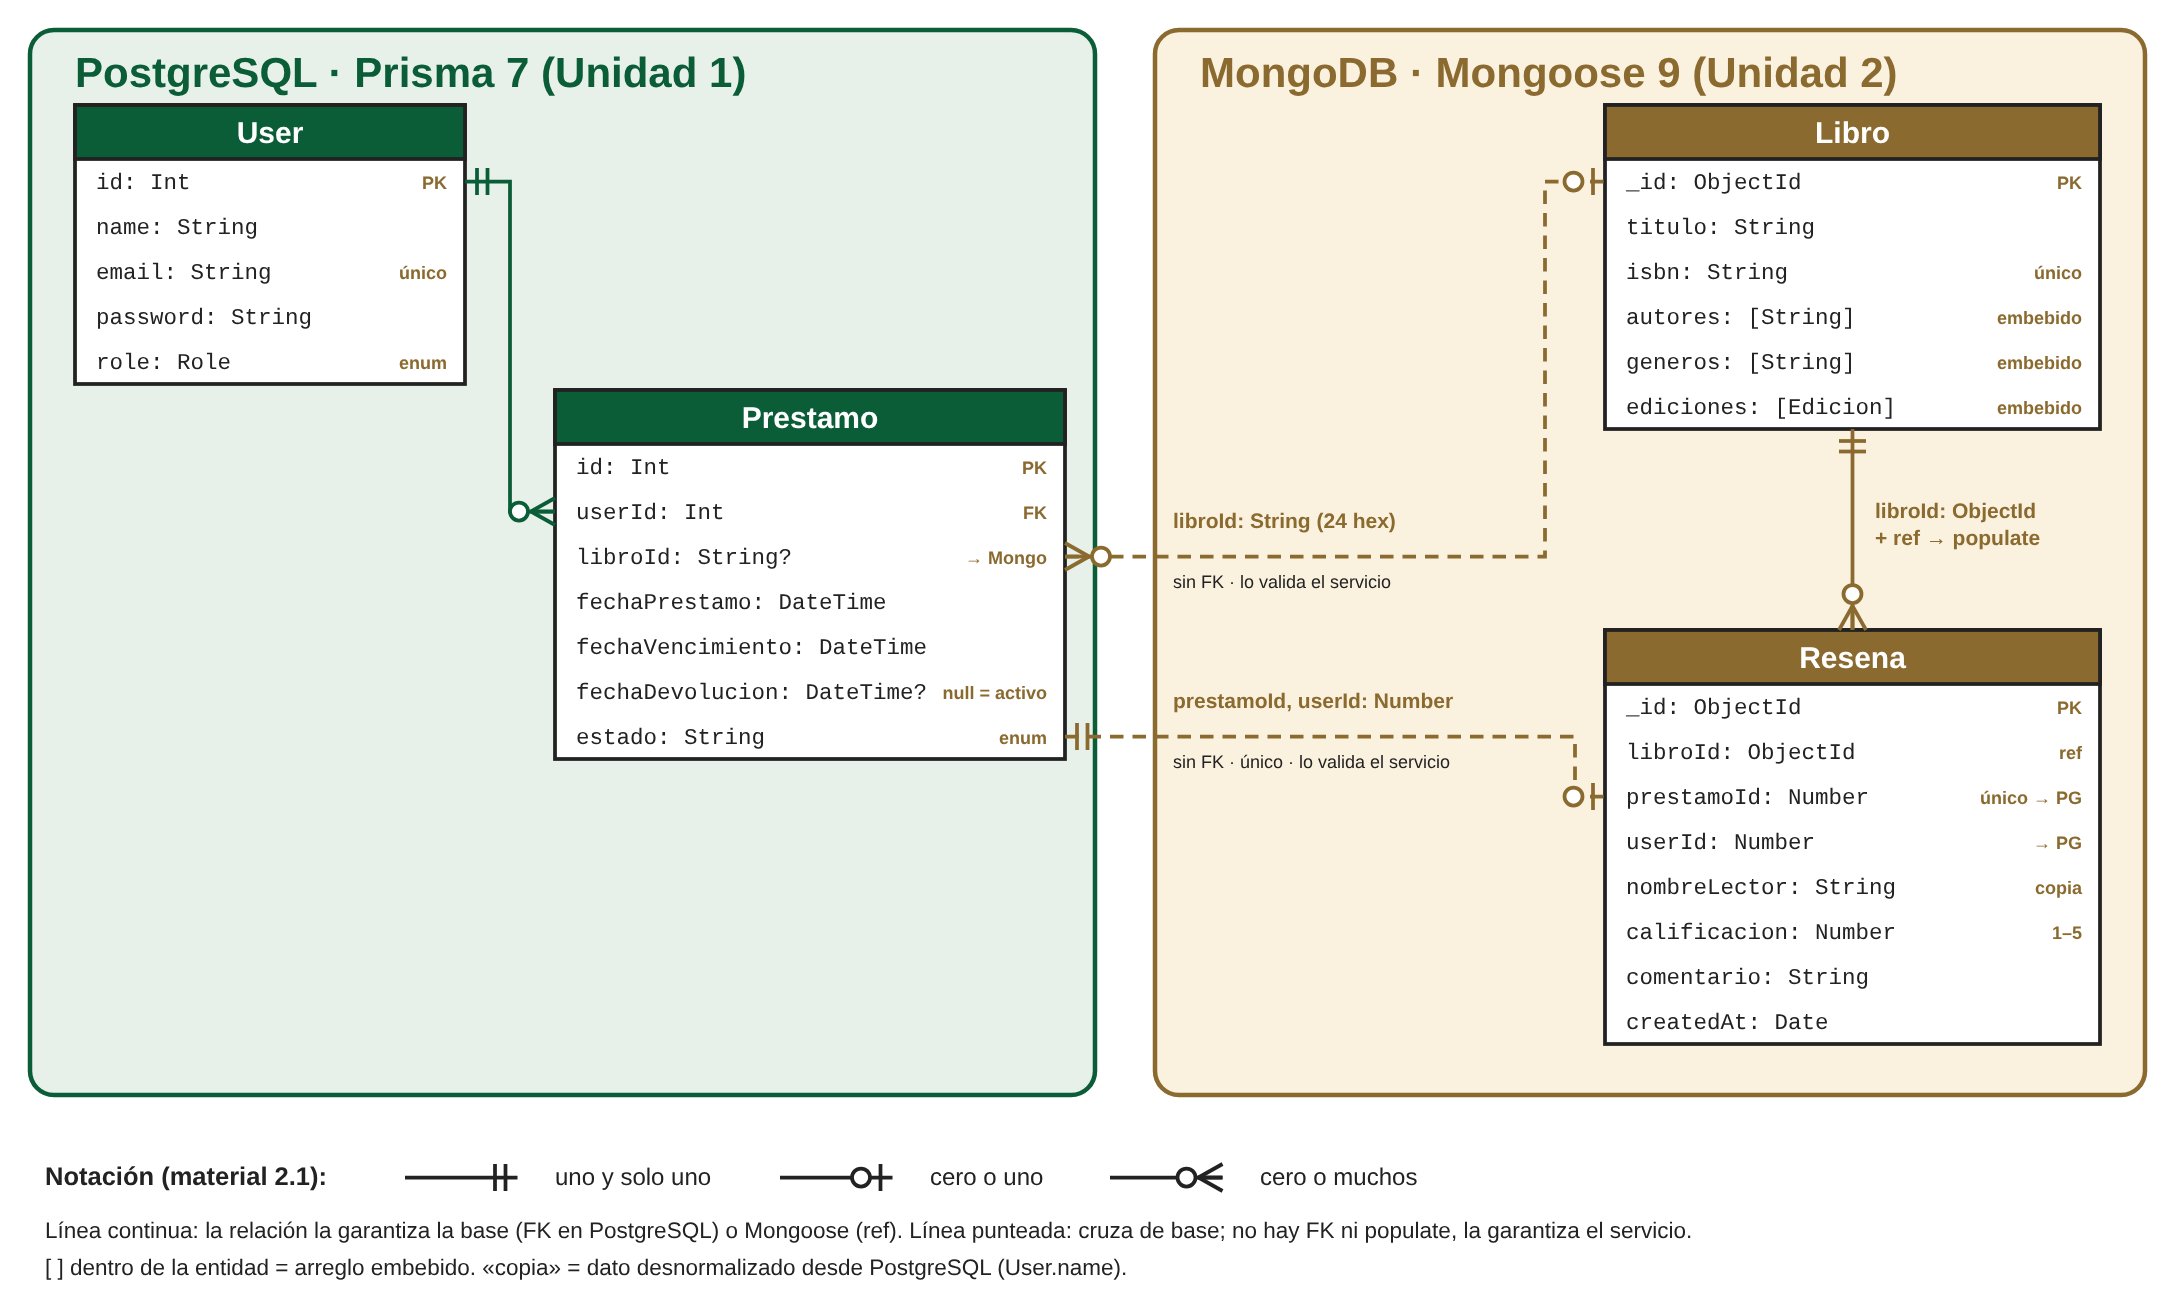 PostgreSQL · Prisma 7 (Unidad 1)
User
id: Int PK
name: String
email: String único
password: String
role: Role enum
Prestamo
id: Int PK
userId: Int FK
libroId: String? → Mongo
fechaPrestamo: DateTime
fechaVencimiento: DateTime
fechaDevolucion: DateTime? null = activo
estado: String enum
MongoDB · Mongoose 9 (Unidad 2)
libroId: String (24 hex)
sin FK · lo valida el servicio
prestamoId, userId: Number
sin FK · único · lo valida el servicio
Libro
_id: ObjectId PK
titulo: String
isbn: String único
autores: [String] embebido
generos: [String] embebido
ediciones: [Edicion] embebido
libroId: ObjectId
+ ref → populate
Resena
_id: ObjectId PK
libroId: ObjectId ref
prestamoId: Number único → PG
userId: Number → PG
nombreLector: String copia
calificacion: Number 1–5
comentario: String
createdAt: Date
Notación (material 2.1): uno y solo uno cero o uno cero o muchos
Línea continua: la relación la garantiza la base (FK en PostgreSQL) o Mongoose (ref). Línea punteada: cruza de base; no hay FK ni populate, la garantiza el servicio.
[ ] dentro de la entidad = arreglo embebido. «copia» = dato desnormalizado desde PostgreSQL (User.name).